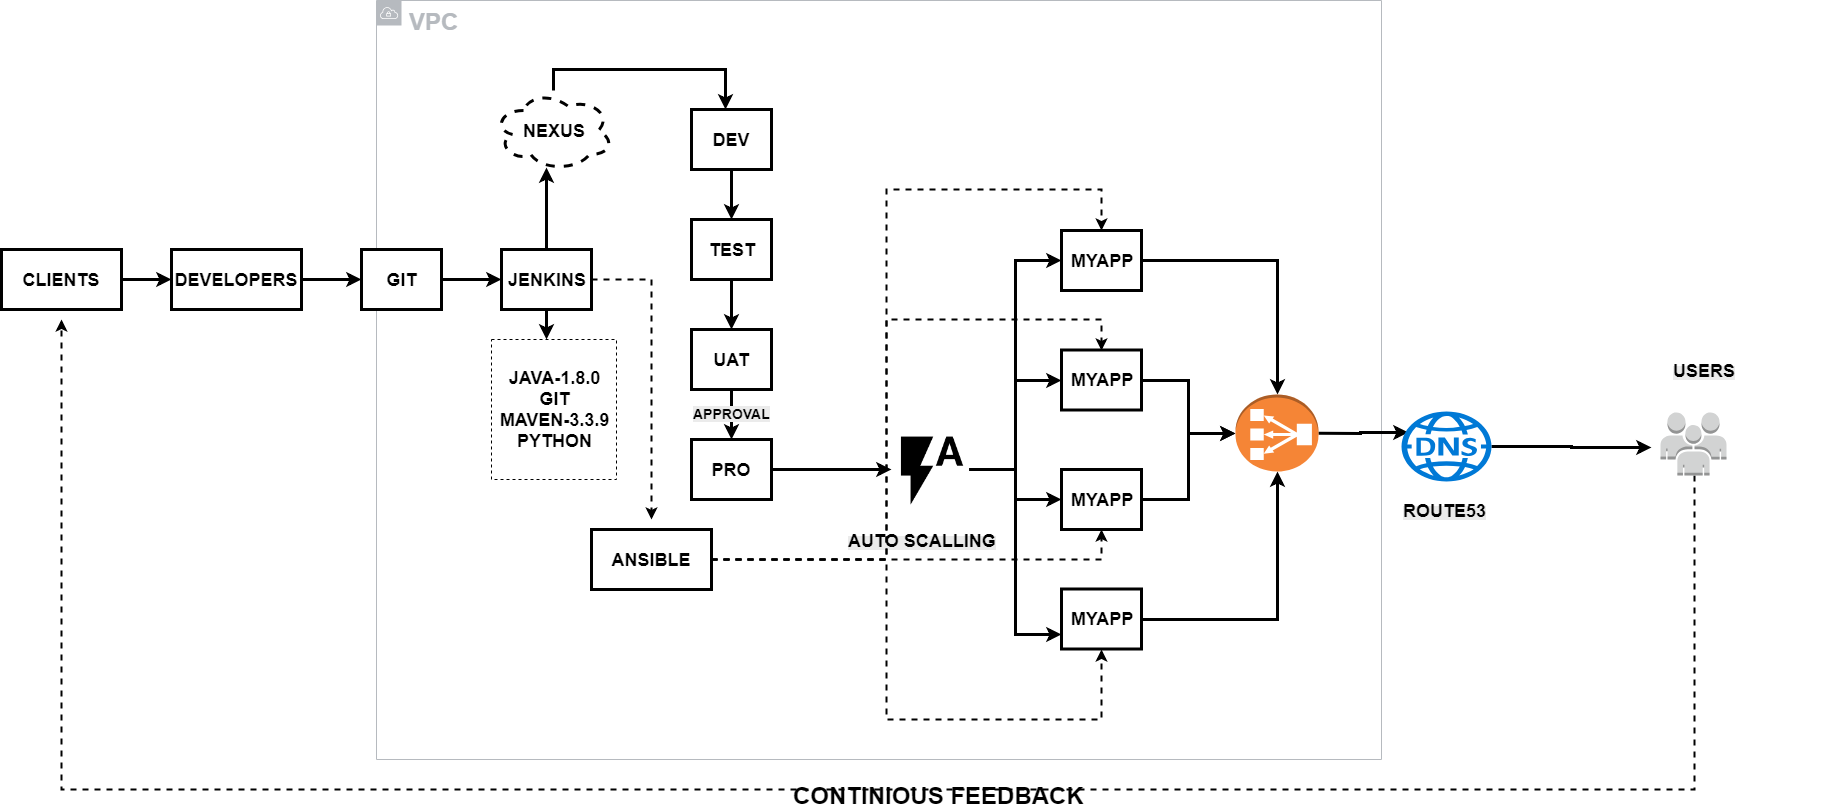 VPC
NEXUS
DEV
TEST
CLIENTS
DEVELOPERS
GIT
JENKINS
MYAPP
JAVA-1.8.0
GIT
MAVEN-3.3.9
PYTHON
UAT
APPROVAL
PRO
A
MYAPP
MYAPP
AUTO SCALLING
ANSIBLE
MYAPP
DNS
ROUTE53
USERS
CONTINIOUS FEEDBACK